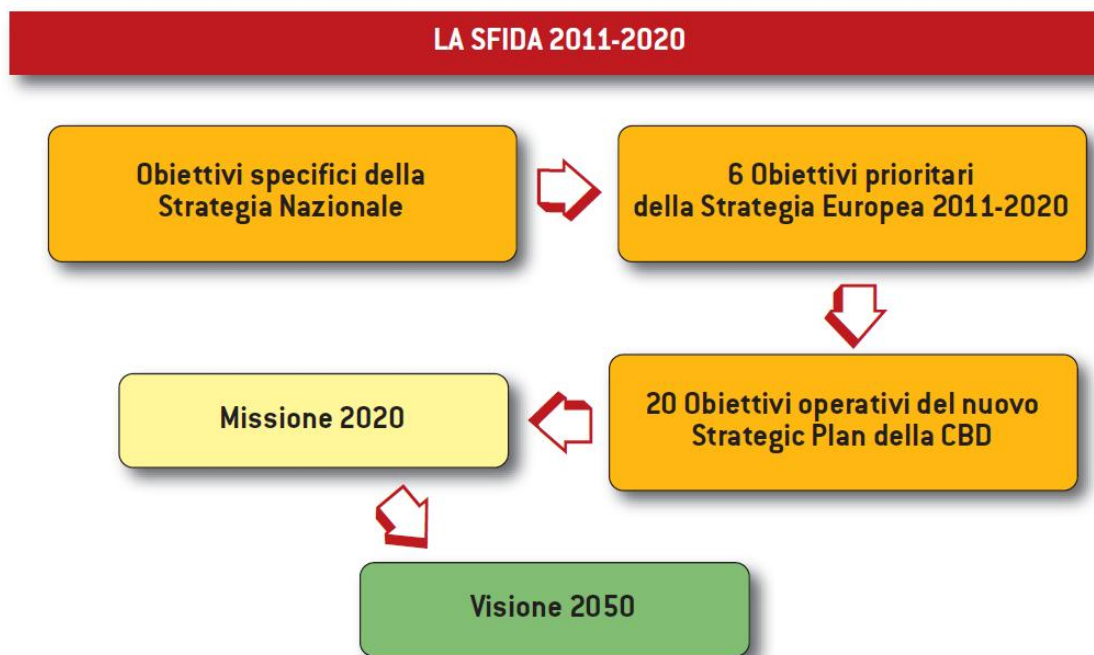 LA SFIDA 2011-2020
Obiettivi specifici della
Strategia Nazionale
6 Obiettivi prioritari
della Strategia Europea 2011-2020
20 Obiettivi operativi del nuovo
Strategic Plan della CBD
Missione 2020
Visione 2050